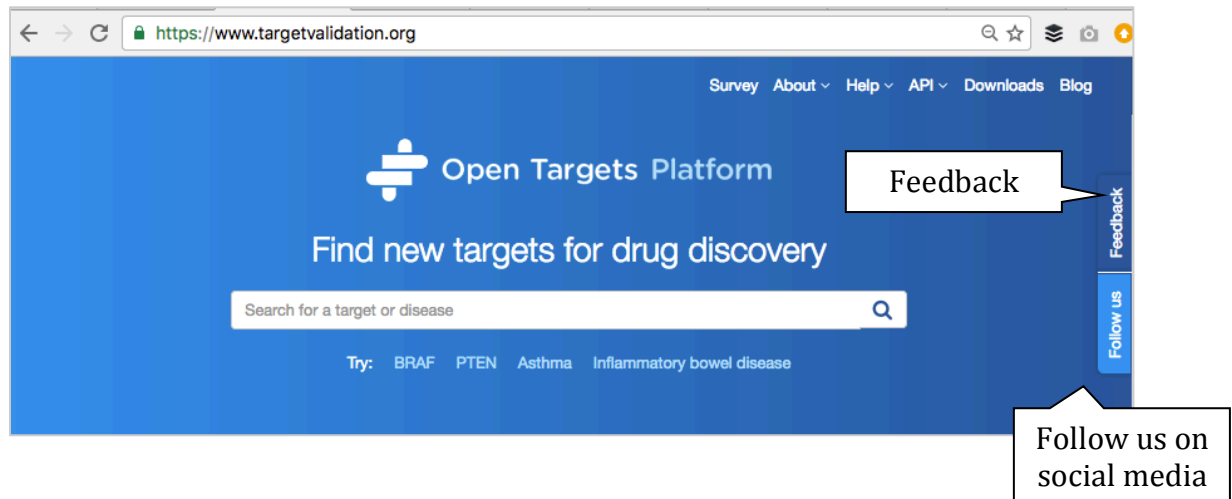 https://www.targetvalidation.org
Survey About Help API Downloads Blog
Open Targets Platform
Feedback
Feedback
Find new targets for drug discovery
Search for a target or disease
Follow us
Try: BRAF PTEN Asthma Inflammatory bowel disease
Follow us on
social media